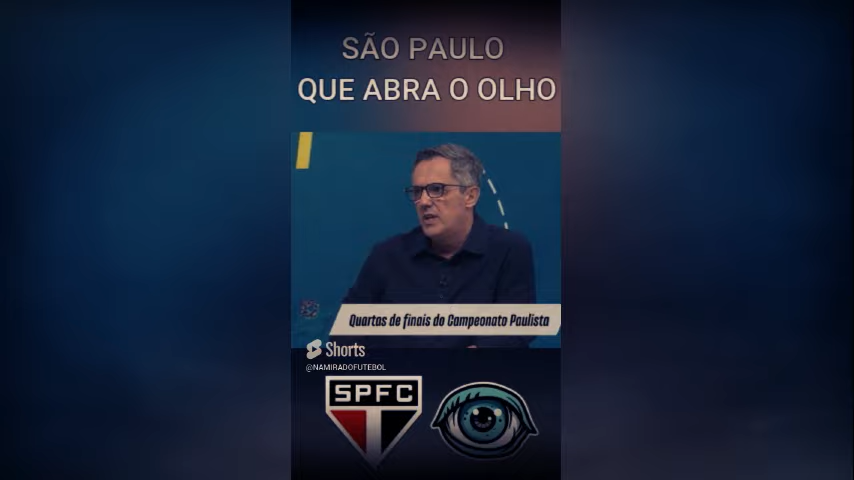 SÃO PAULO
QUE ABRA O OLHO
Quartas de finais do Campeonato Paulista
Shorts
@NAMIRADOFUTEBOL
SPFC